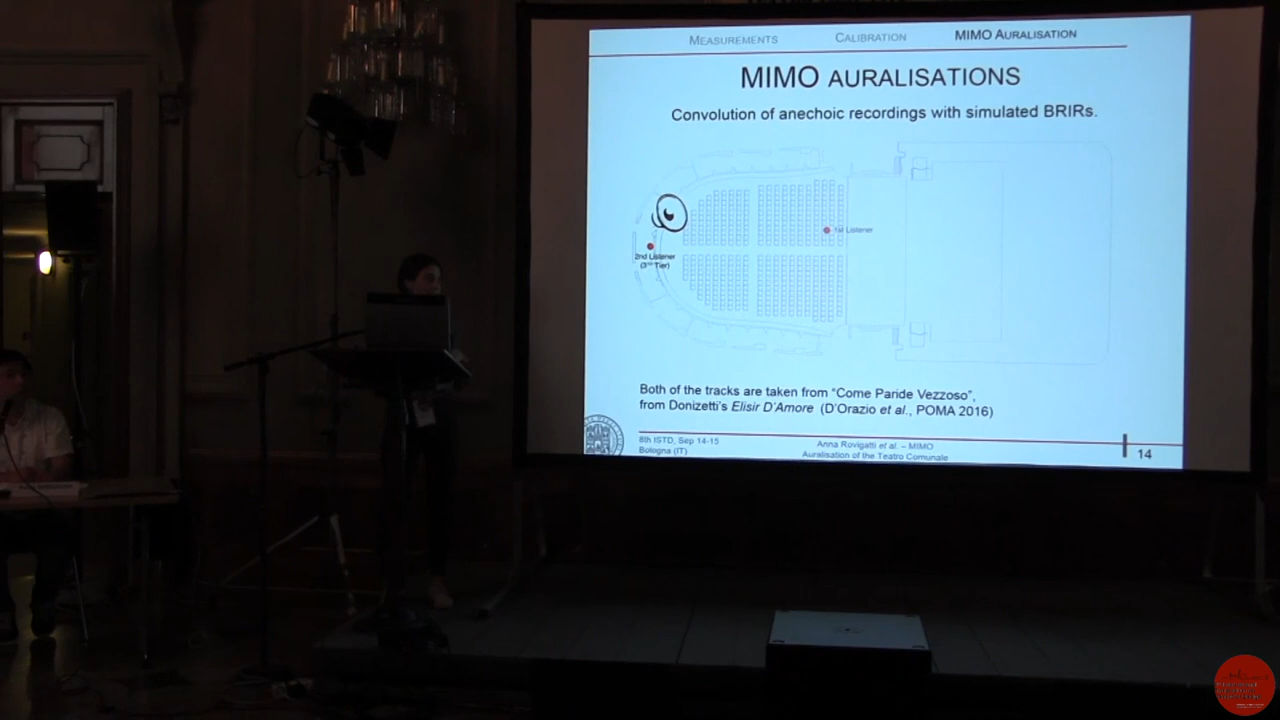 MEASUREMENTS CALIBRATION MIMO AURALISATION
MIMO AURALISATIONS
Convolution of anechoic recordings with simulated BRIRs.
1st Listener
2nd Listener
(3rd Tier)
Both of the tracks are taken from “Come Paride Vezzoso”,
from Donizetti's Elisir D'Amore (D'Orazio et al., POMA 2016)
8th ISTD, Sep 14-15
Bologna (IT)
Anna Rovigatti et al. – MIMO
Auralisation of the Teatro Comunale
14